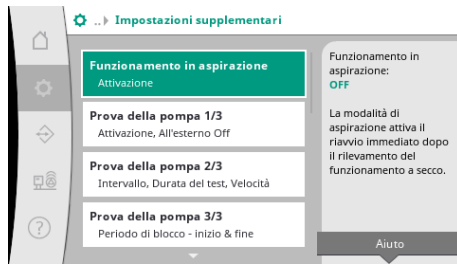 ..▸ Impostazioni supplementari
Funzionamento in aspirazione
Attivazione
Prova della pompa 1/3
Attivazione, All'esterno Off
Prova della pompa 2/3
Intervallo, Durata del test, Velocità
Prova della pompa 3/3
Periodo di blocco - inizio & fine
Funzionamento in
aspirazione:
OFF
La modalità di
aspirazione attiva il
riavvio immediato dopo
il rilevamento del
funzionamento a secco.
Aiuto